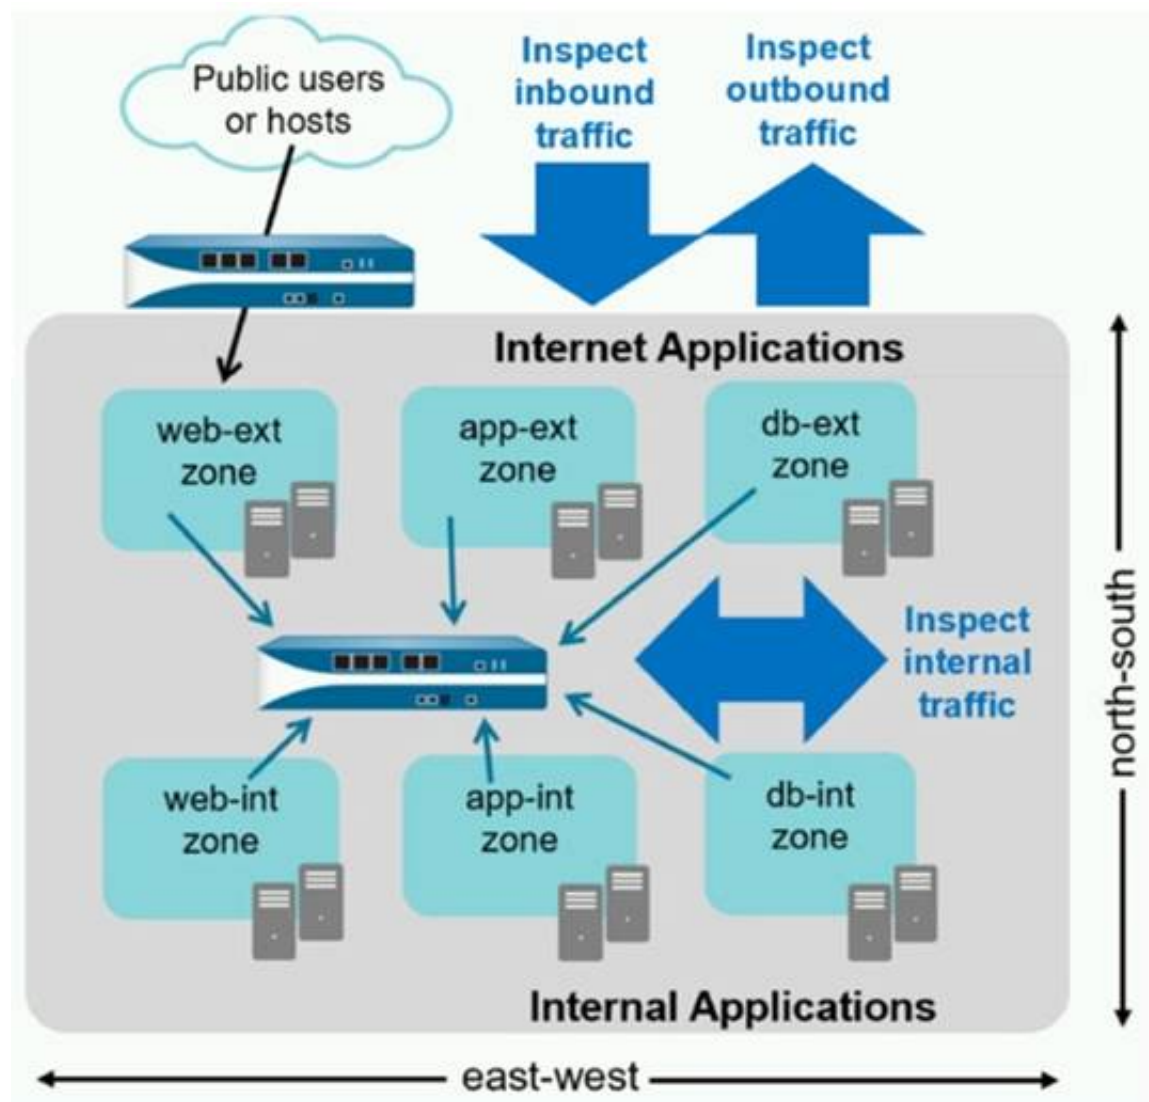 Public users
or hosts
Inspect
inbound
traffic
Inspect
outbound
traffic
Internet Applications
web-ext
zone
app-ext
zone
db-ext
zone
Inspect
internal
traffic
north-south
web-int
zone
app-int
zone
db-int
zone
Internal Applications
east-west